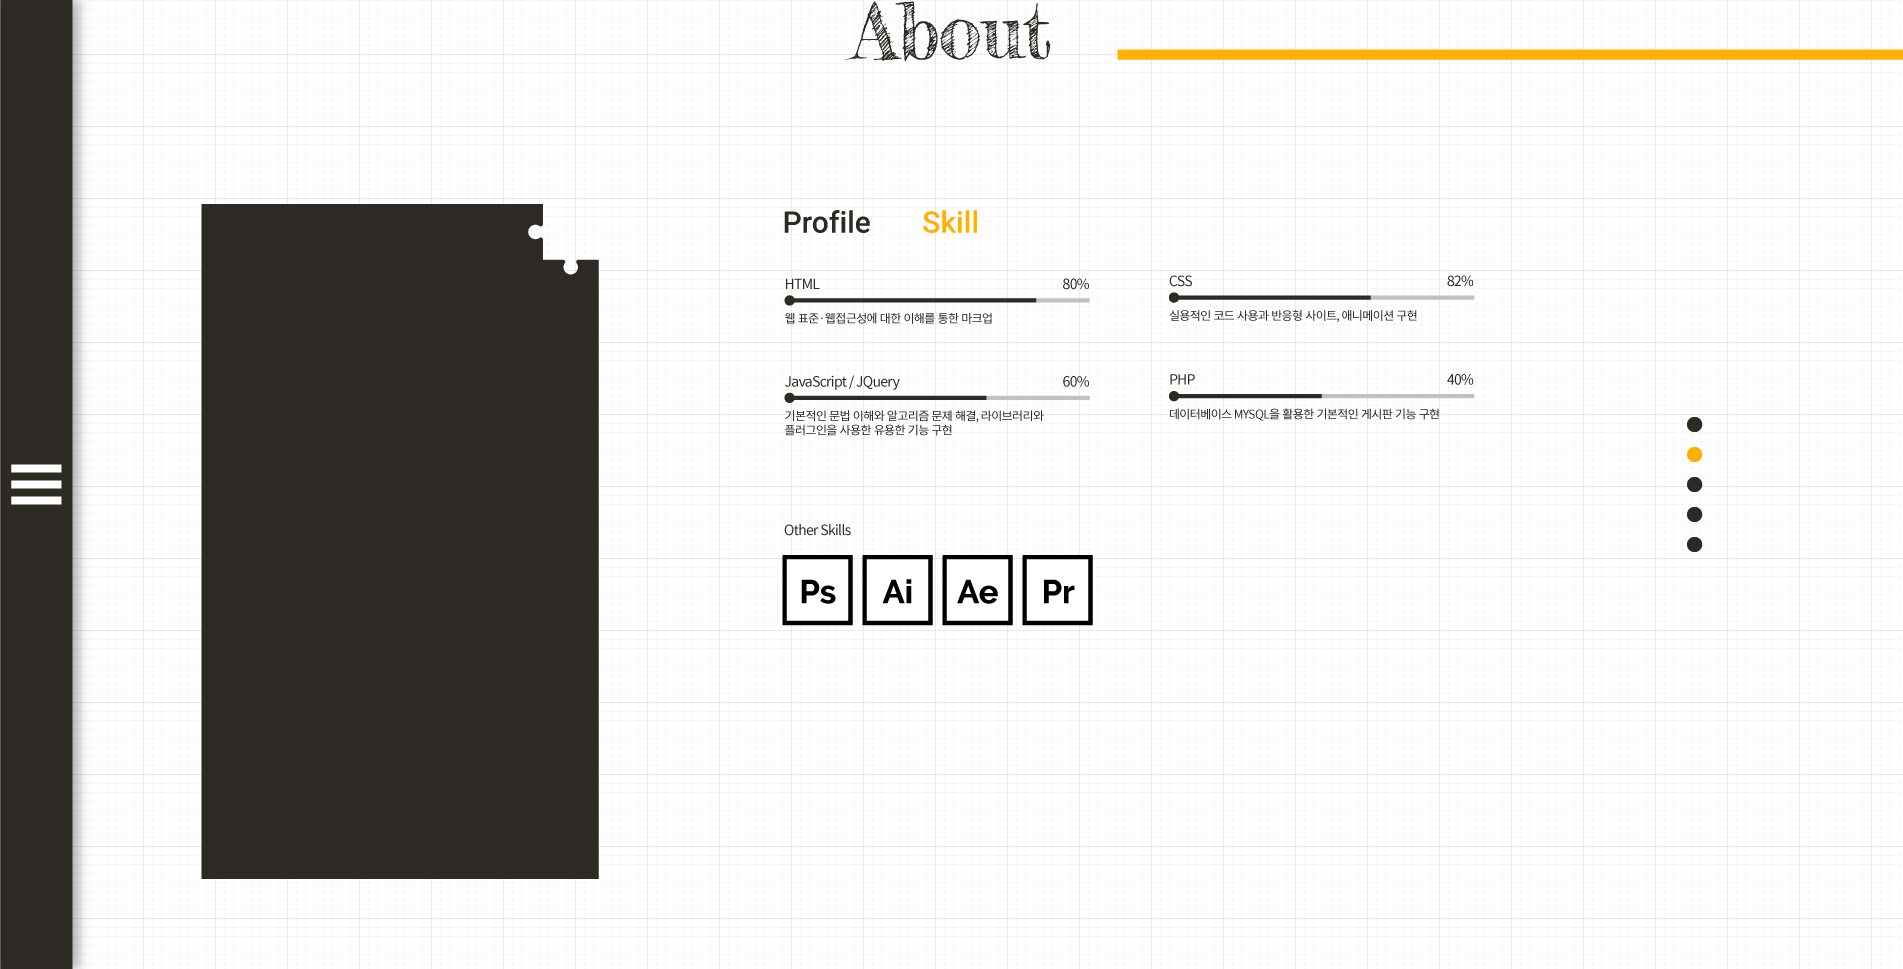 About
Profile
Skill
HTML
80%
웹 표준·웹접근성에 대한 이해를 통한 마크업
CSS
82%
실용적인 코드 사용과 반응형 사이트, 애니메이션 구현
JavaScript / JQuery
60%
기본적인 문법 이해와 알고리즘 문제 해결, 라이브러리와
플러그인을 사용한 유용한 기능 구현
PHP
40%
데이터베이스 MYSQL을 활용한 기본적인 게시판 기능 구현
Other Skills
Ps
Ai
Ae
Pr